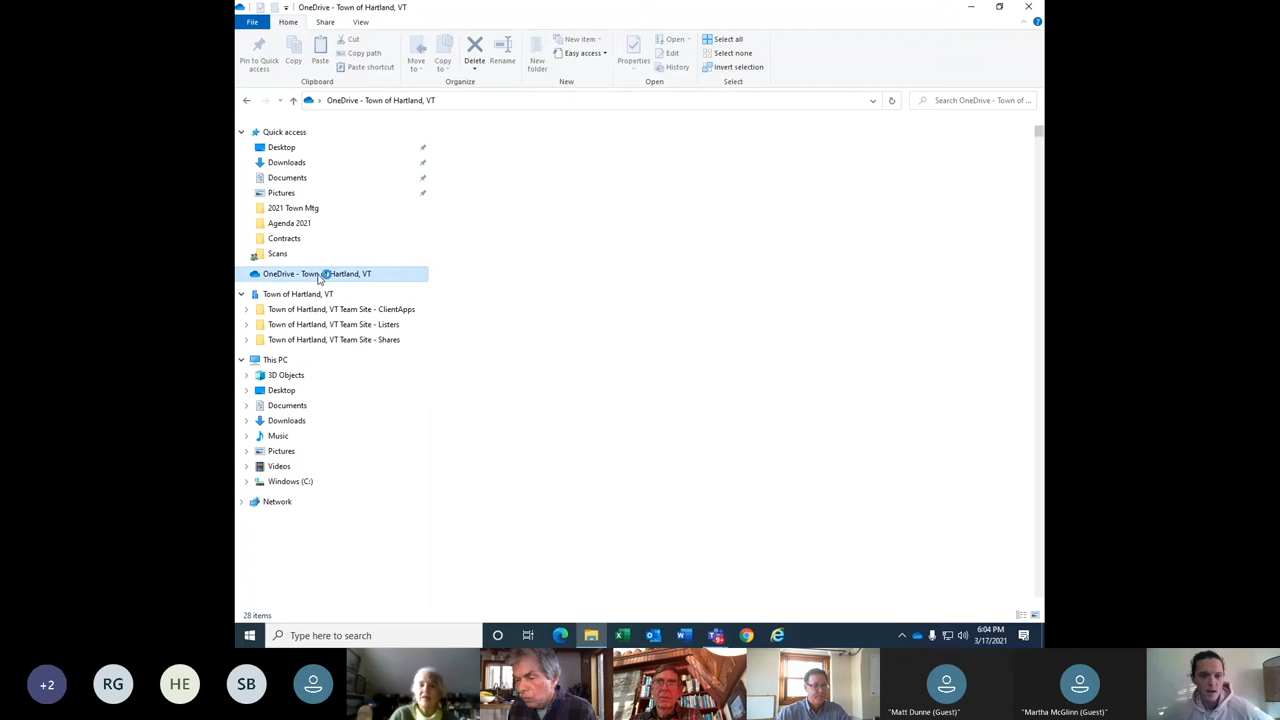 OneDrive - Town of Hartland, VT
File Home Share View
Pin to Quick access
Copy
Paste
Cut
Copy path
Paste shortcut
Clipboard
Move to
Copy to
Delete
Rename
Organize
New folder
New item
Easy access
New
Properties
Open
Edit
History
Open
Select all
Select none
Invert selection
Select
OneDrive - Town of Hartland, VT
Search OneDrive - Town of ...
Quick access
Desktop
Downloads
Documents
Pictures
2021 Town Mtg
Agenda 2021
Contracts
Scans
OneDrive - Town of Hartland, VT
Town of Hartland, VT
Town of Hartland, VT Team Site - ClientApps
Town of Hartland, VT Team Site - Listers
Town of Hartland, VT Team Site - Shares
This PC
3D Objects
Desktop
Documents
Downloads
Music
Pictures
Videos
Windows (C:)
Network
28 items
Type here to search
6:04 PM
3/17/2021
+2
RG
HE
SB
"Matt Dunne (Guest)"
"Martha McGlinn (Guest)"